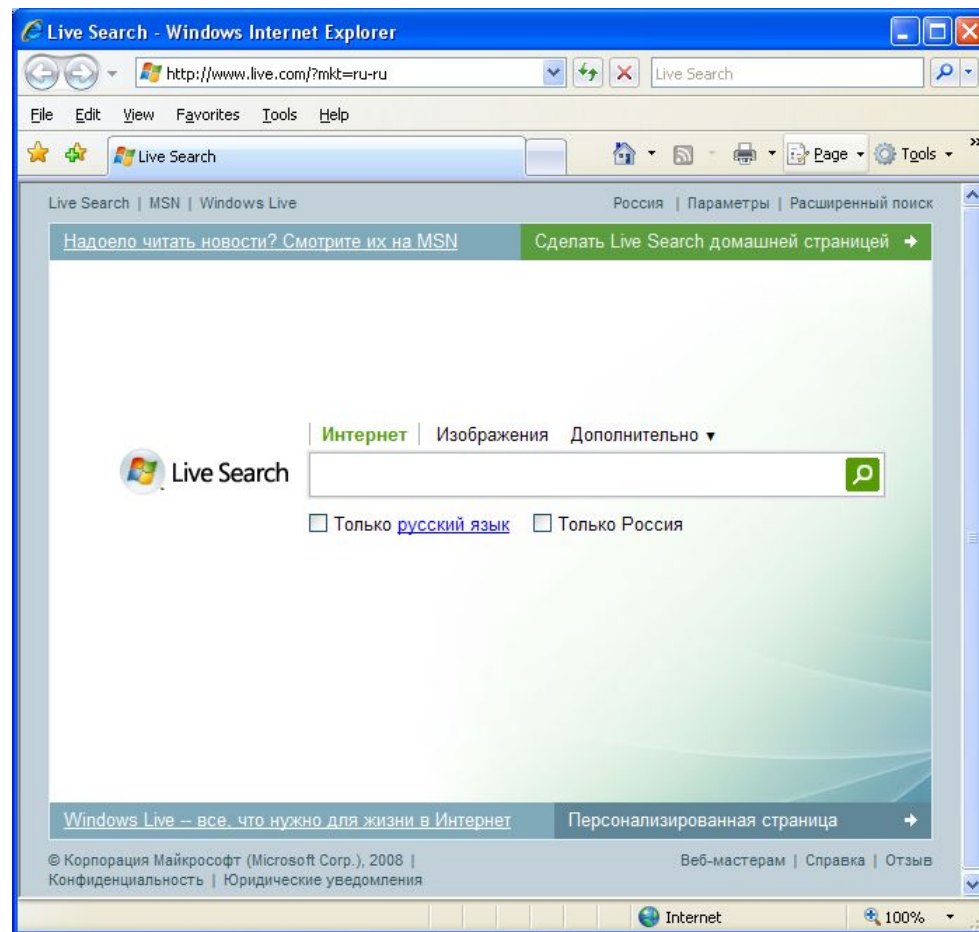 Live Search - Windows Internet Explorer
http://www.live.com/?mkt=ru-ru Live Search
File Edit View Favorites Tools Help
Live Search Page Tools »
Live Search | MSN | Windows Live Россия | Параметры | Расширенный поиск
Надоело читать новости? Смотрите их на MSN Сделать Live Search домашней страницей
Интернет Изображения Дополнительно
Live Search
Только русский язык Только Россия
Windows Live -- все, что нужно для жизни в Интернет Персонализированная страница
© Корпорация Майкрософт (Microsoft Corp.), 2008 | Веб-мастерам | Справка | Отзыв
Конфиденциальность | Юридические уведомления
Internet 100%